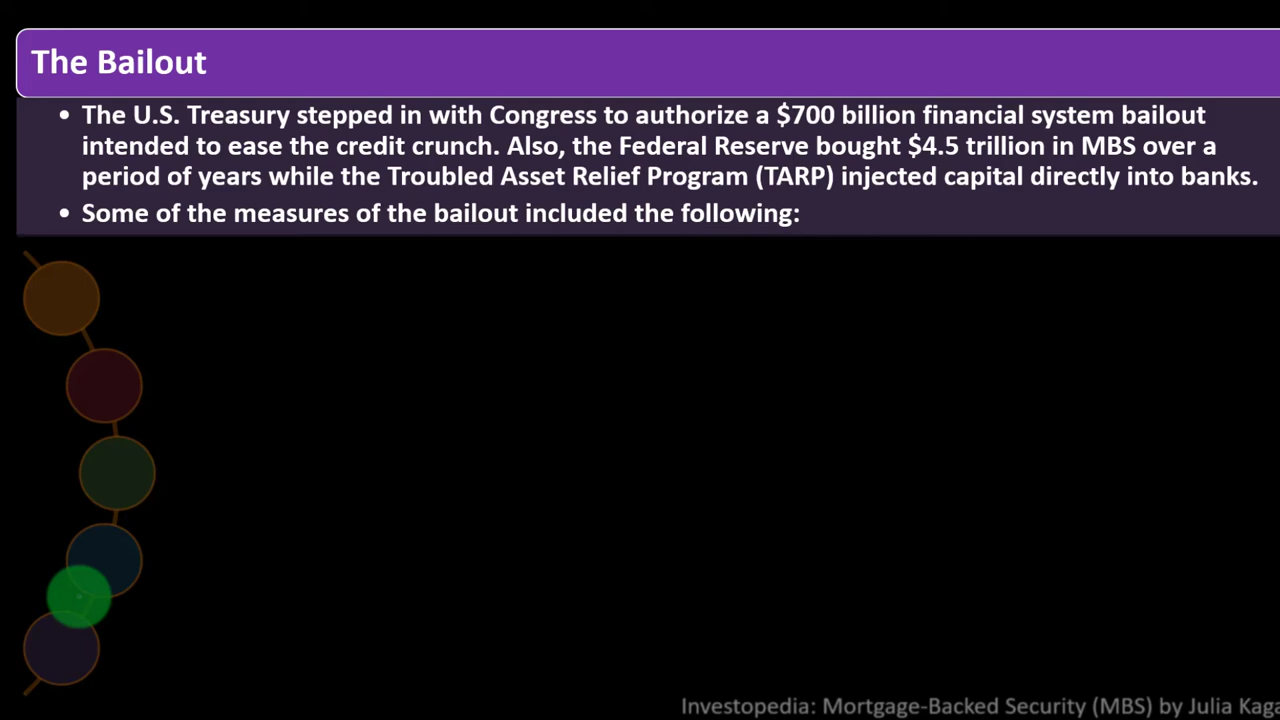 The Bailout
• The U.S. Treasury stepped in with Congress to authorize a $700 billion financial system bailout
intended to ease the credit crunch. Also, the Federal Reserve bought $4.5 trillion in MBS over a
period of years while the Troubled Asset Relief Program (TARP) injected capital directly into banks.
• Some of the measures of the bailout included the following:
Investopedia: Mortgage-Backed Security (MBS) by Julia Kaga